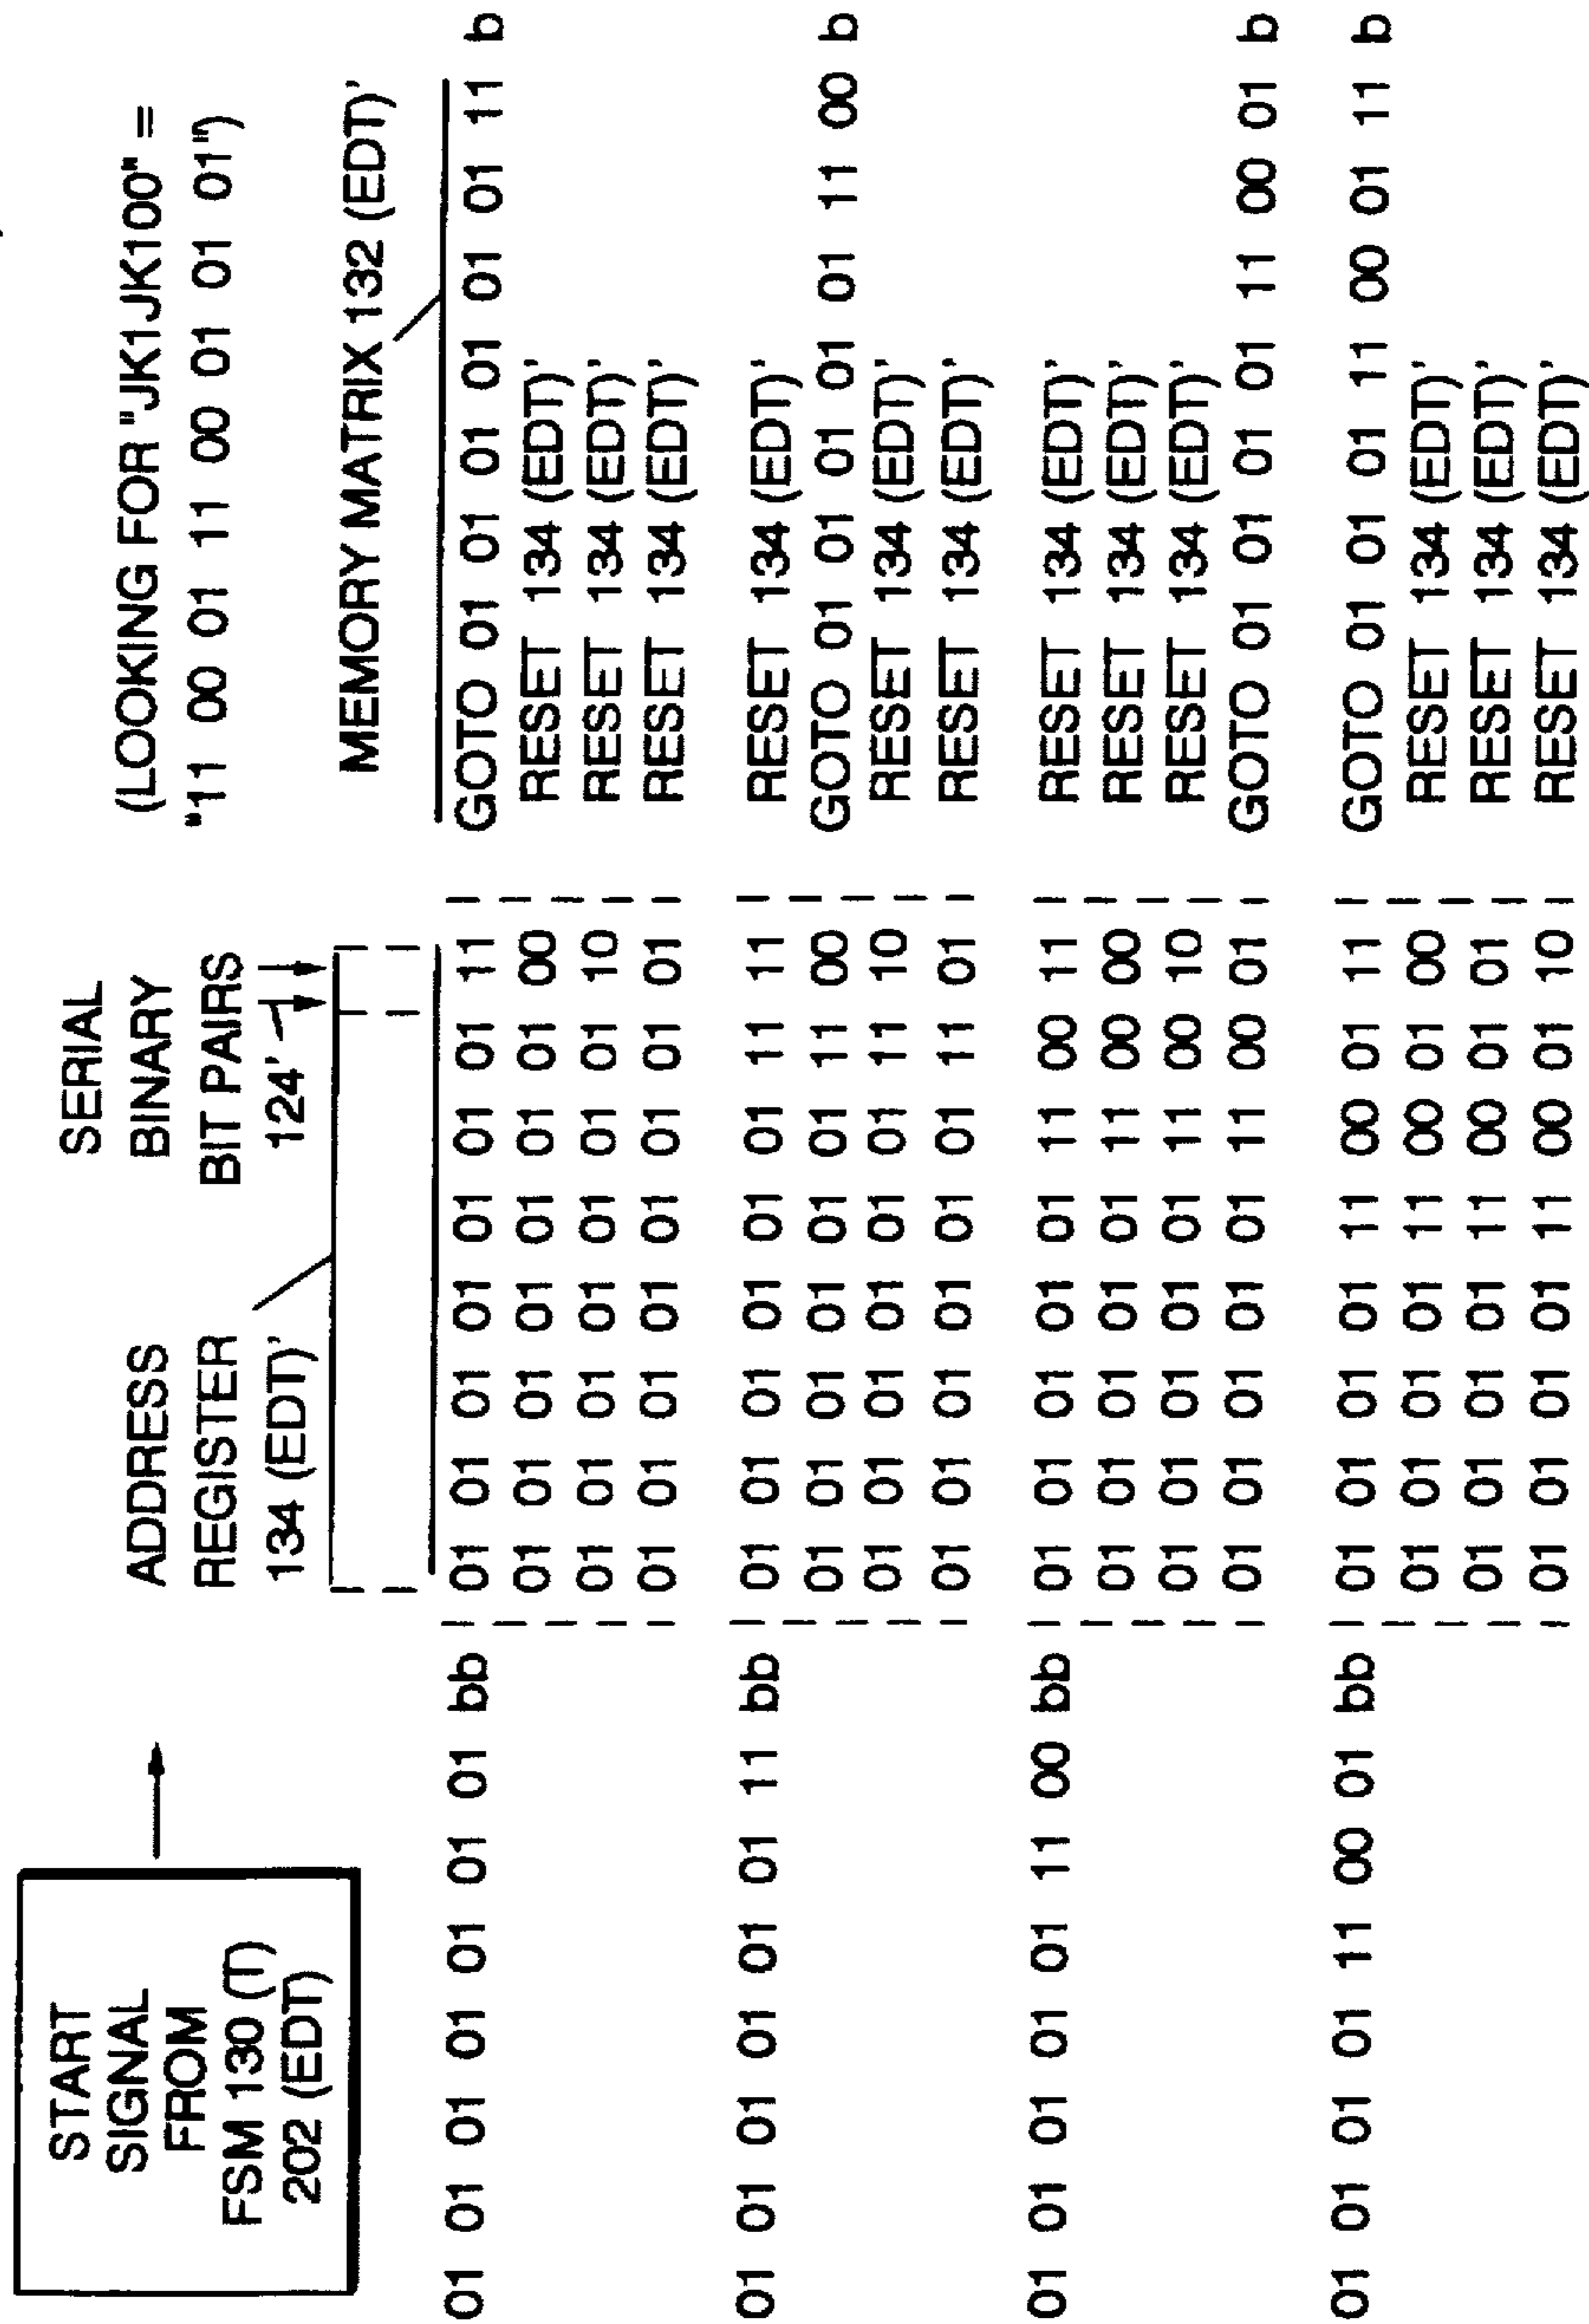 START
SIGNAL
FROM
FSM 130 (T)
202 (EDT)
ADDRESS
REGISTER
134 (EDT)'
SERIAL
BINARY
BIT PAIRS
124'
(LOOKING FOR "JK1JK100" =
"11 00 01 11 00 01 01 01")
MEMORY MATRIX 132 (EDT)'
01 01 01 01 01 01 01 bb 01 01 01 01 01 01 01 11 GOTO 01 01 01 01 01 01 11 b
01 01 01 01 01 01 01 00 RESET 134 (EDT)'
01 01 01 01 01 01 01 10 RESET 134 (EDT)'
01 01 01 01 01 01 01 01 RESET 134 (EDT)'
01 01 01 01 01 01 11 bb 01 01 01 01 01 01 11 11 RESET 134 (EDT)'
01 01 01 01 01 01 11 00 GOTO 01 01 01 01 01 11 00 b
01 01 01 01 01 01 11 10 RESET 134 (EDT)'
01 01 01 01 01 01 11 01 RESET 134 (EDT)'
01 01 01 01 01 11 00 bb 01 01 01 01 01 11 00 11 RESET 134 (EDT)'
01 01 01 01 01 11 00 00 RESET 134 (EDT)'
01 01 01 01 01 11 00 10 RESET 134 (EDT)'
01 01 01 01 01 11 00 01 GOTO 01 01 01 01 11 00 01 b
01 01 01 01 11 00 01 bb 01 01 01 01 11 00 01 11 GOTO 01 01 01 11 00 01 11 b
01 01 01 01 11 00 01 00 RESET 134 (EDT)'
01 01 01 01 11 00 01 01 RESET 134 (EDT)'
01 01 01 01 11 00 01 10 RESET 134 (EDT)'